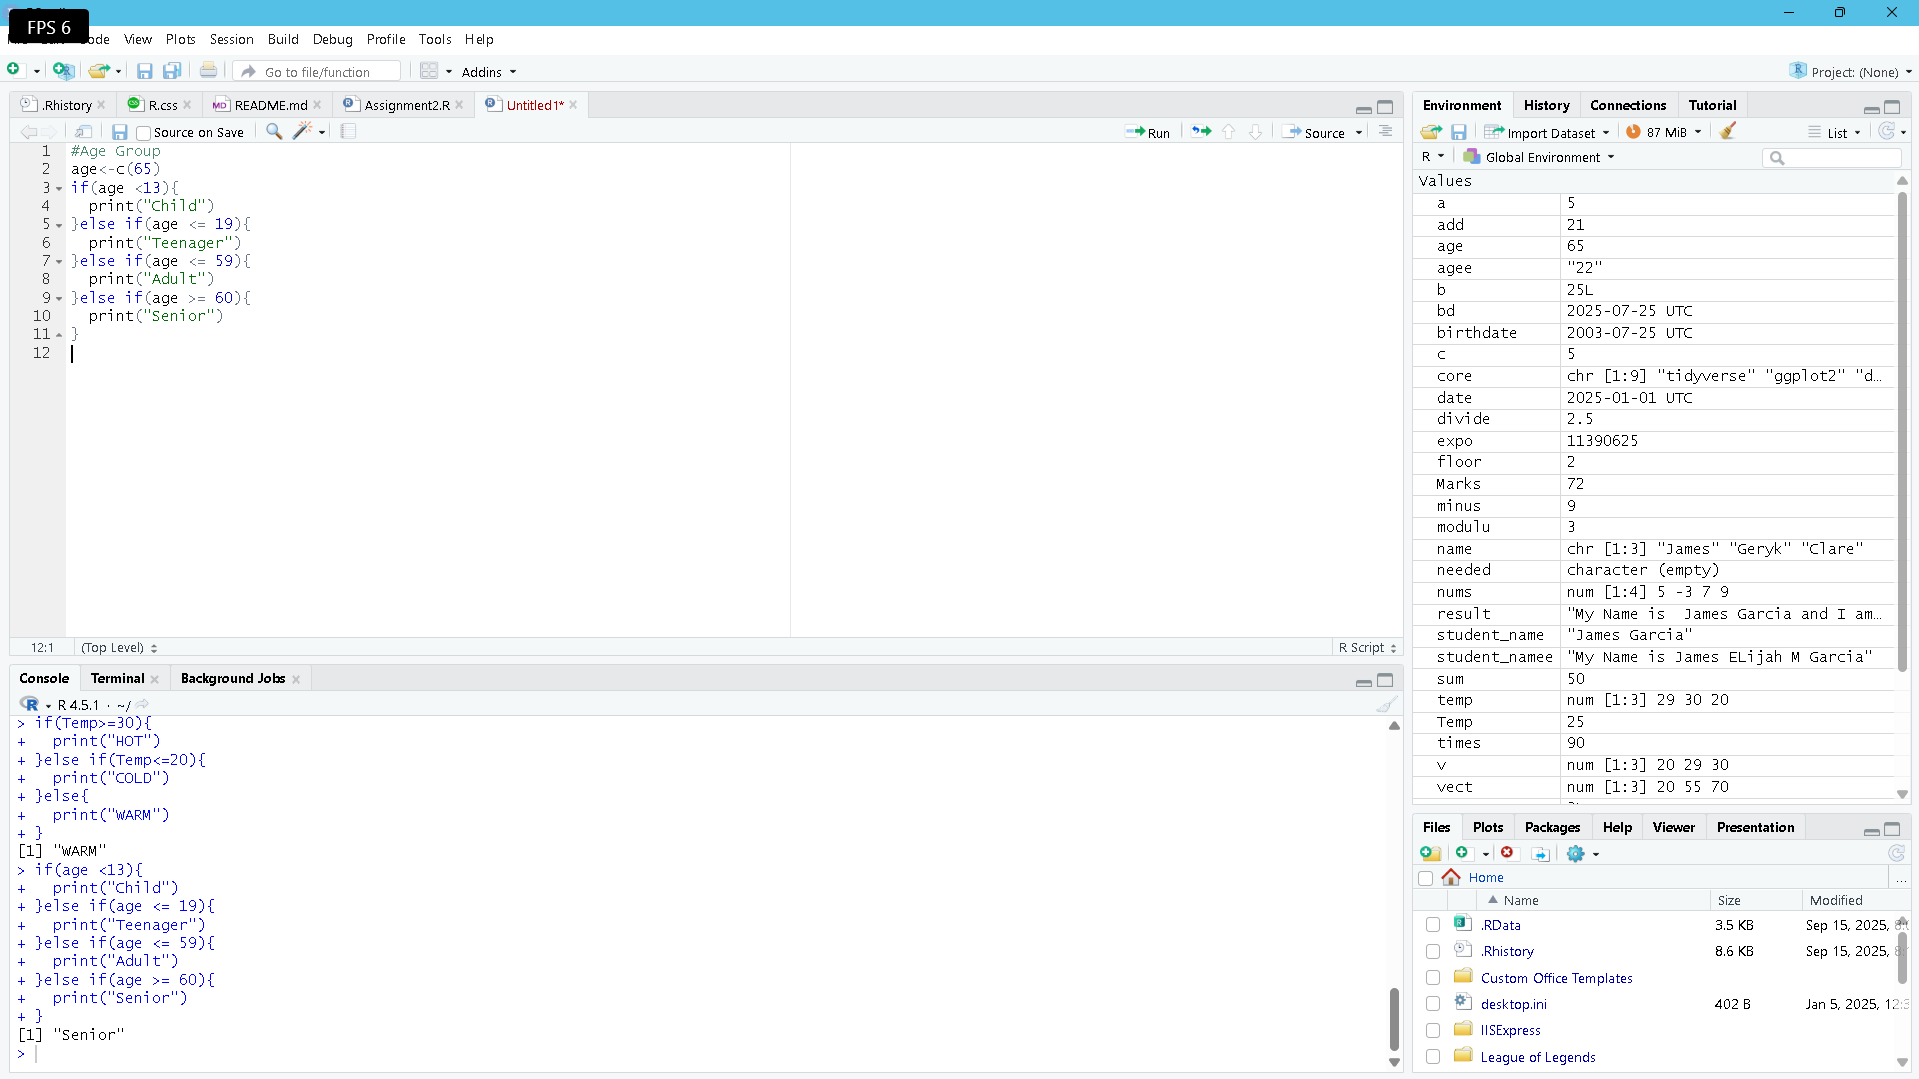 FPS 6
ode View Plots Session Build Debug Profile Tools Help
Go to file/function Addins Project: (None)
.Rhistory R.css README.md Assignment2.R Untitled1*
Source on Save Run Source
1 #Age Group
2 age<-c(65)
3 if(age <13){
4 print("Child")
5 }else if(age <= 19){
6 print("Teenager")
7 }else if(age <= 59){
8 print("Adult")
9 }else if(age >= 60){
10 print("Senior")
11 }
12
12:1 (Top Level) R Script
Console Terminal Background Jobs
R 4.5.1 · ~/
> if(Temp>=30){
+ print("HOT")
+ }else if(Temp<=20){
+ print("COLD")
+ }else{
+ print("WARM")
+ }
[1] "WARM"
> if(age <13){
+ print("Child")
+ }else if(age <= 19){
+ print("Teenager")
+ }else if(age <= 59){
+ print("Adult")
+ }else if(age >= 60){
+ print("Senior")
+ }
[1] "Senior"
>
Environment History Connections Tutorial
Import Dataset 87 MiB List
R Global Environment
Values
a 5
add 21
age 65
agee "22"
b 25L
bd 2025-07-25 UTC
birthdate 2003-07-25 UTC
c 5
core chr [1:9] "tidyverse" "ggplot2" "d…
date 2025-01-01 UTC
divide 2.5
expo 11390625
floor 2
Marks 72
minus 9
modulu 3
name chr [1:3] "James" "Geryk" "Clare"
needed character (empty)
nums num [1:4] 5 -3 7 9
result "My Name is  James Garcia and I am…
student_name "James Garcia"
student_namee "My Name is James ELijah M Garcia"
sum 50
temp num [1:3] 29 30 20
Temp 25
times 90
v num [1:3] 20 29 30
vect num [1:3] 20 55 70
Files Plots Packages Help Viewer Presentation
Home ...
Name Size Modified
.RData 3.5 KB Sep 15, 2025,
.Rhistory 8.6 KB Sep 15, 2025,
Custom Office Templates
desktop.ini 402 B Jan 5, 2025, 12:3
IISExpress
League of Legends